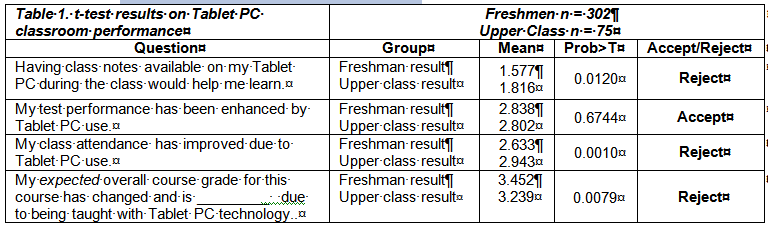 Table 1. t-test results on Tablet PC classroom performance¤ Freshmen n = 302¶
Upper Class n = 75¤
Question¤ Group¤ Mean¤ Prob>T¤ Accept/Reject¤
Having class notes available on my Tablet PC during the class would help me learn.¤ Freshman result¶ 1.577¶
Upper class result¤ 1.816¤ 0.0120¤ Reject¤
My test performance has been enhanced by Tablet PC use.¤ Freshman result¶ 2.838¶
Upper class result¤ 2.802¤ 0.6744¤ Accept¤
My class attendance has improved due to Tablet PC use.¤ Freshman result¶ 2.633¶
Upper class result¤ 2.943¤ 0.0010¤ Reject¤
My expected overall course grade for this course has changed and is __________ due to being taught with Tablet PC technology..¤ Freshman result¶ 3.452¶
Upper class result¤ 3.239¤ 0.0079¤ Reject¤